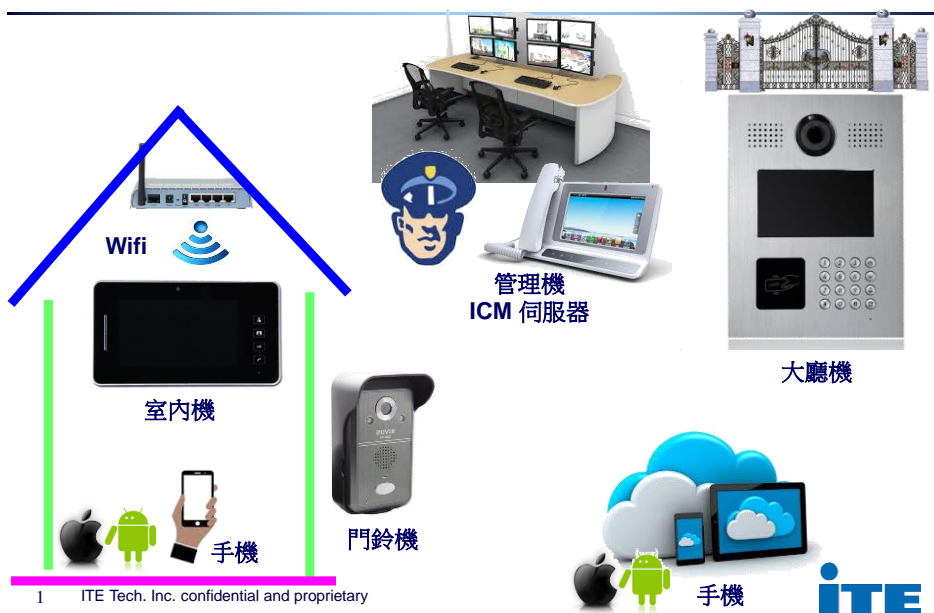 Wifi
管理機
ICM 伺服器
大廳機
室內機
門鈴機
手機
手機
1 ITE Tech. Inc. confidential and proprietary
iTE